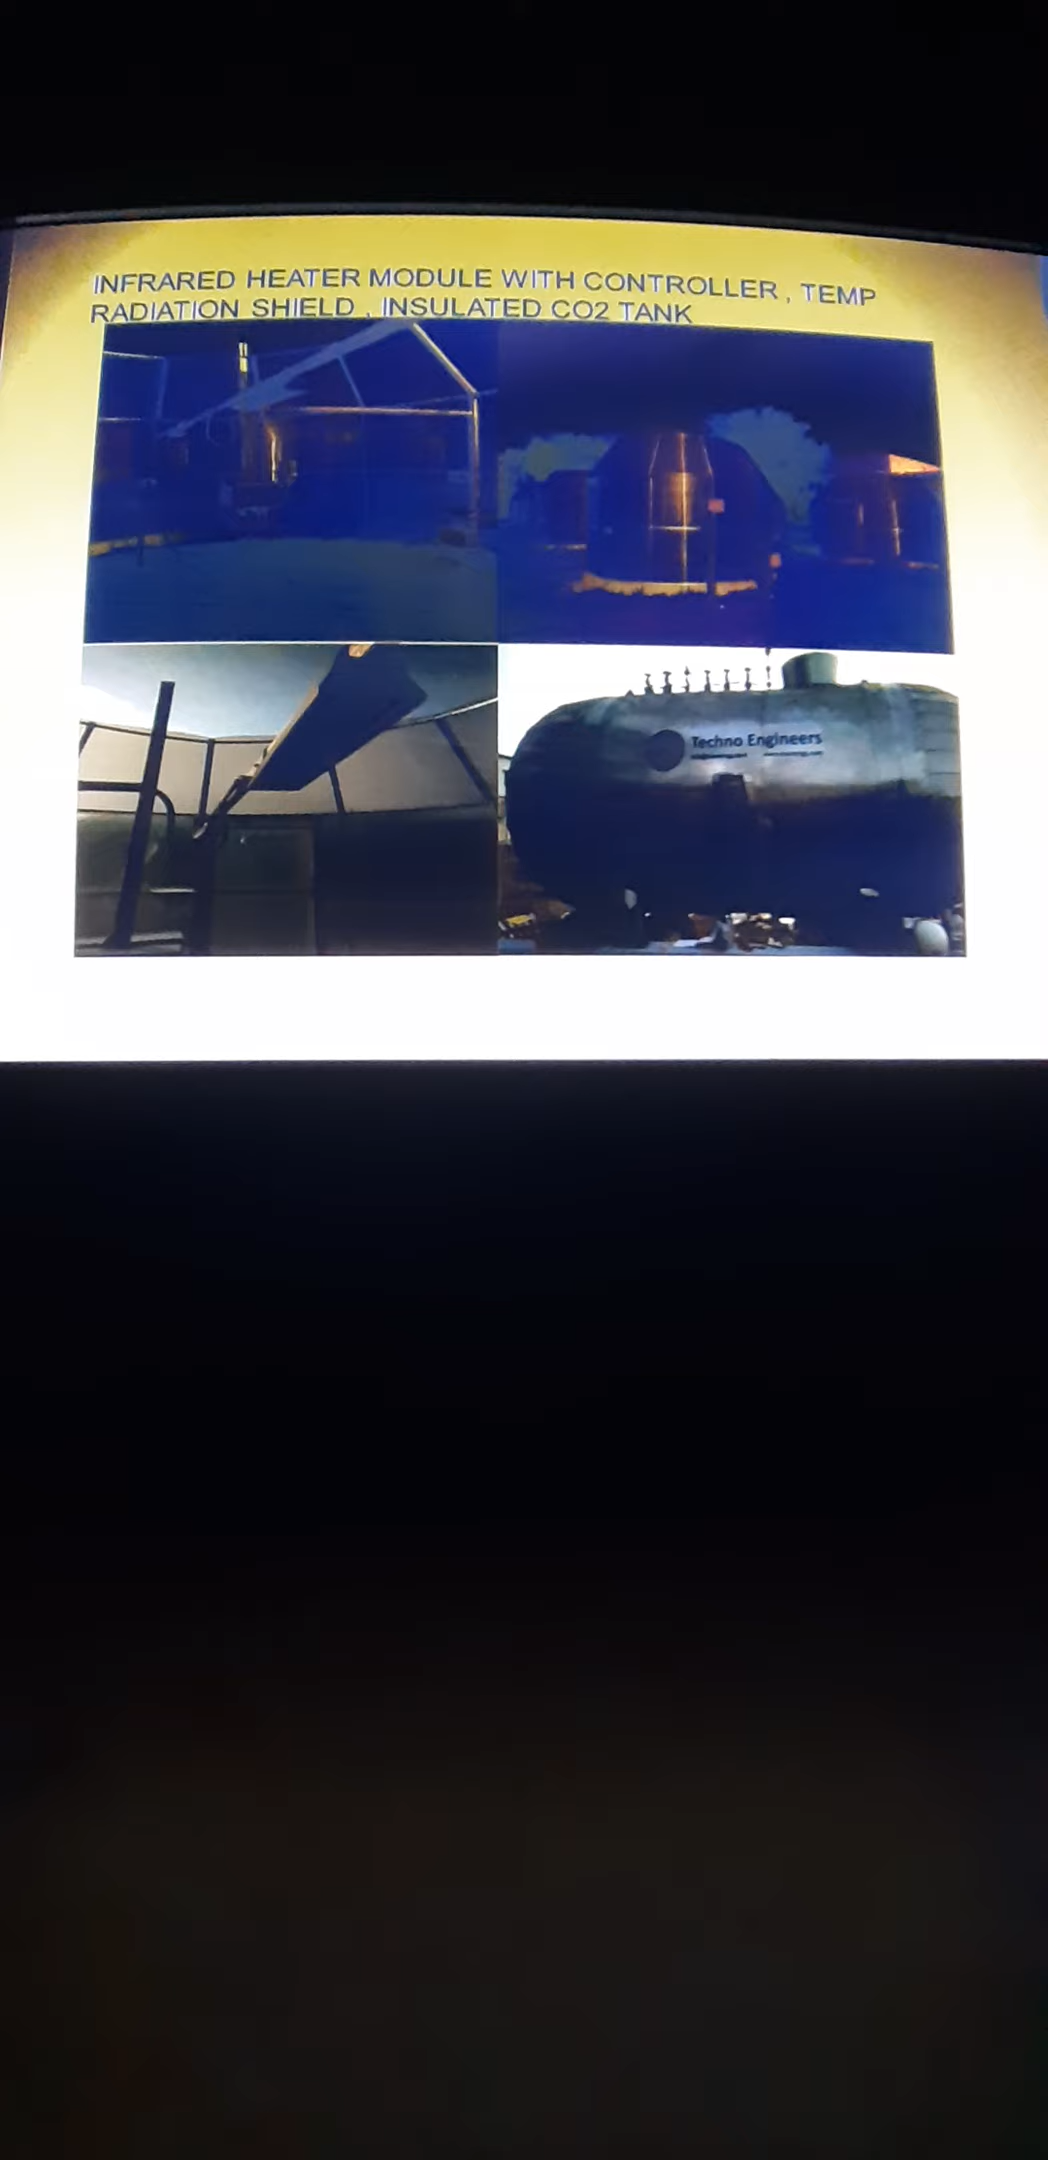 INFRARED HEATER MODULE WITH CONTROLLER , TEMP
RADIATION SHIELD , INSULATED CO2 TANK
Techno Engineers